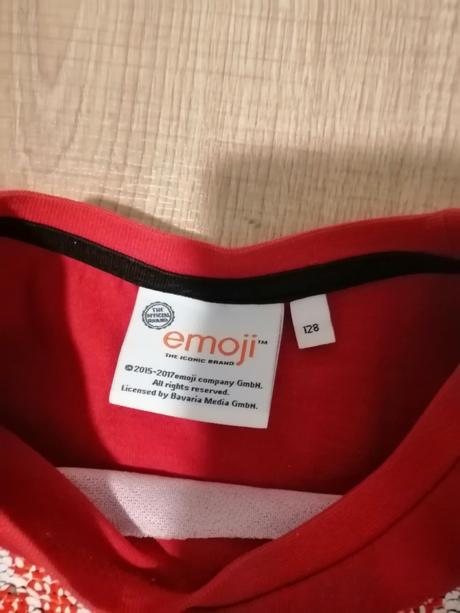 THE
OFFICIAL
BRAND
emoji™
THE ICONIC BRAND
©2015-2017emoji company GmbH.
All rights reserved.
Licensed by Bavaria Media GmbH.
128